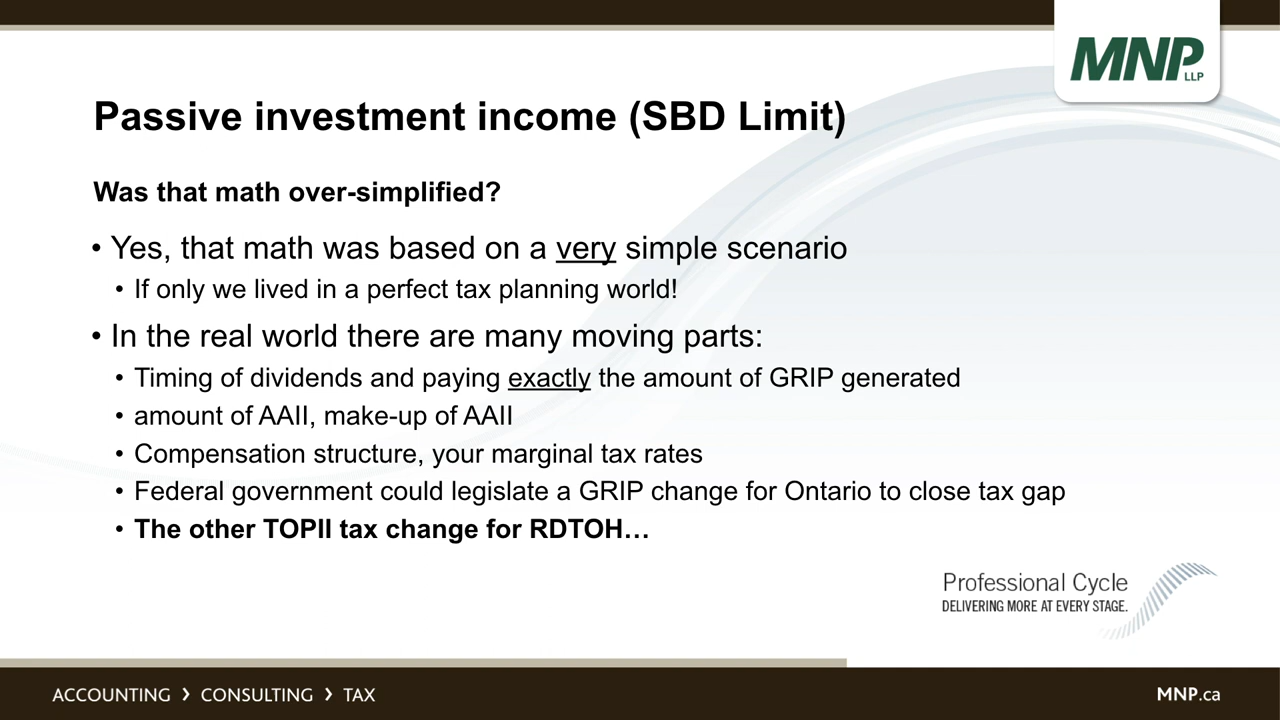 MNP
LLP
Passive investment income (SBD Limit)
Was that math over-simplified?
• Yes, that math was based on a very simple scenario
• If only we lived in a perfect tax planning world!
• In the real world there are many moving parts:
• Timing of dividends and paying exactly the amount of GRIP generated
• amount of AAII, make-up of AAII
• Compensation structure, your marginal tax rates
• Federal government could legislate a GRIP change for Ontario to close tax gap
• The other TOPII tax change for RDTOH…
Professional Cycle
DELIVERING MORE AT EVERY STAGE.
ACCOUNTING › CONSULTING › TAX
MNP.ca